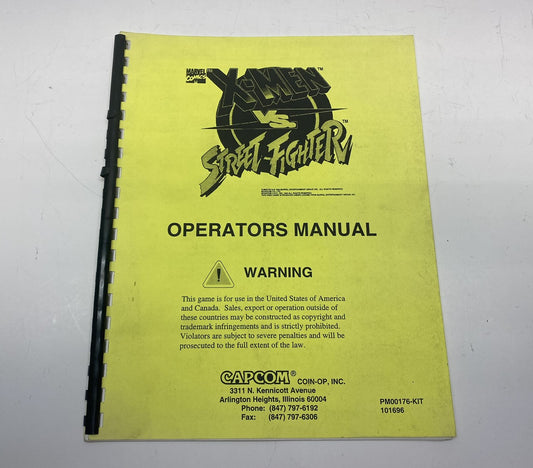 MARVEL
COMICS
X-MEN™
VS.
STREET FIGHTER™
OPERATORS MANUAL
WARNING
This game is for use in the United States of America
and Canada. Sales, export or operation outside of
these countries may be constructed as copyright and
trademark infringements and is strictly prohibited.
Violators are subject to severe penalties and will be
prosecuted to the full extent of the law.
CAPCOM® COIN-OP, INC.
3311 N. Kennicott Avenue
Arlington Heights, Illinois 60004
Phone: (847) 797-6192
Fax: (847) 797-6306
PM00176-KIT
101696